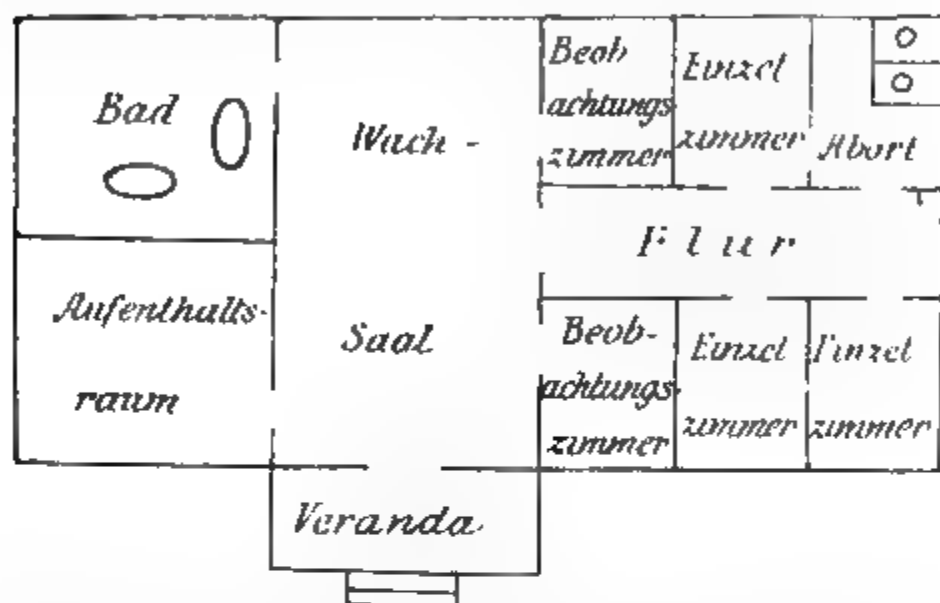 Bad
Wach-
Beob
achtungs
zimmer
Einzel
zimmer
Abort
Flur
Aufenthalts-
raum
Saal
Beob-
achtungs-
zimmer
Einzel
zimmer
Einzel
zimmer
Veranda